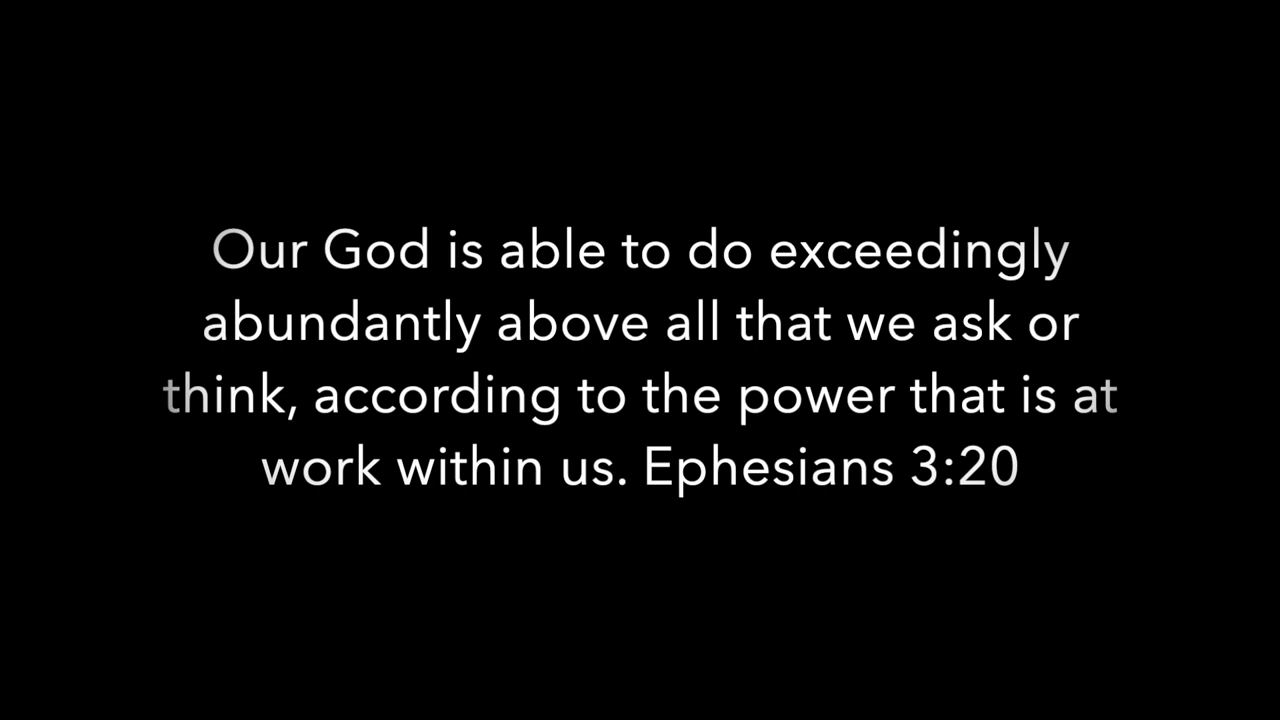 Our God is able to do exceedingly
abundantly above all that we ask or
think, according to the power that is at
work within us. Ephesians 3:20